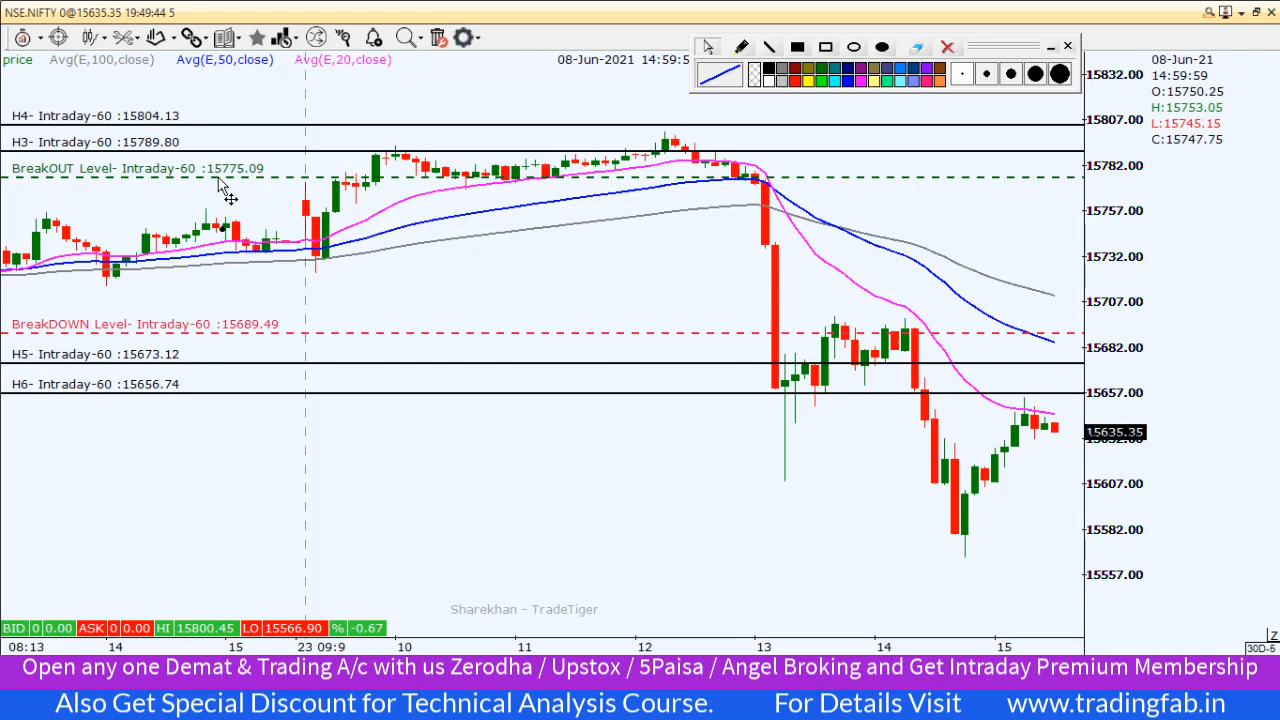 NSE.NIFTY 0@15635.35 19:49:44 5
price Avg(E,100,close) Avg(E,50,close) Avg(E,20,close) 08-Jun-2021 14:59:5
08-Jun-21
14:59:59
O:15750.25
H:15753.05
L:15745.15
C:15747.75
H4- Intraday-60 :15804.13
H3- Intraday-60 :15789.80
BreakOUT Level- Intraday-60 :15775.09
BreakDOWN Level- Intraday-60 :15689.49
H5- Intraday-60 :15673.12
H6- Intraday-60 :15656.74
15832.00
15807.00
15782.00
15757.00
15732.00
15707.00
15682.00
15657.00
15635.35
15632.00
15607.00
15582.00
15557.00
Sharekhan - TradeTiger
BID 0 0.00 ASK 0 0.00 HI 15800.45 LO 15566.90 % -0.67
08:13 14 15 23 09:9 10 11 12 13 14 15
Z
30D-5
Open any one Demat & Trading A/c with us Zerodha / Upstox / 5Paisa / Angel Broking and Get Intraday Premium Membership
Also Get Special Discount for Technical Analysis Course. For Details Visit www.tradingfab.in